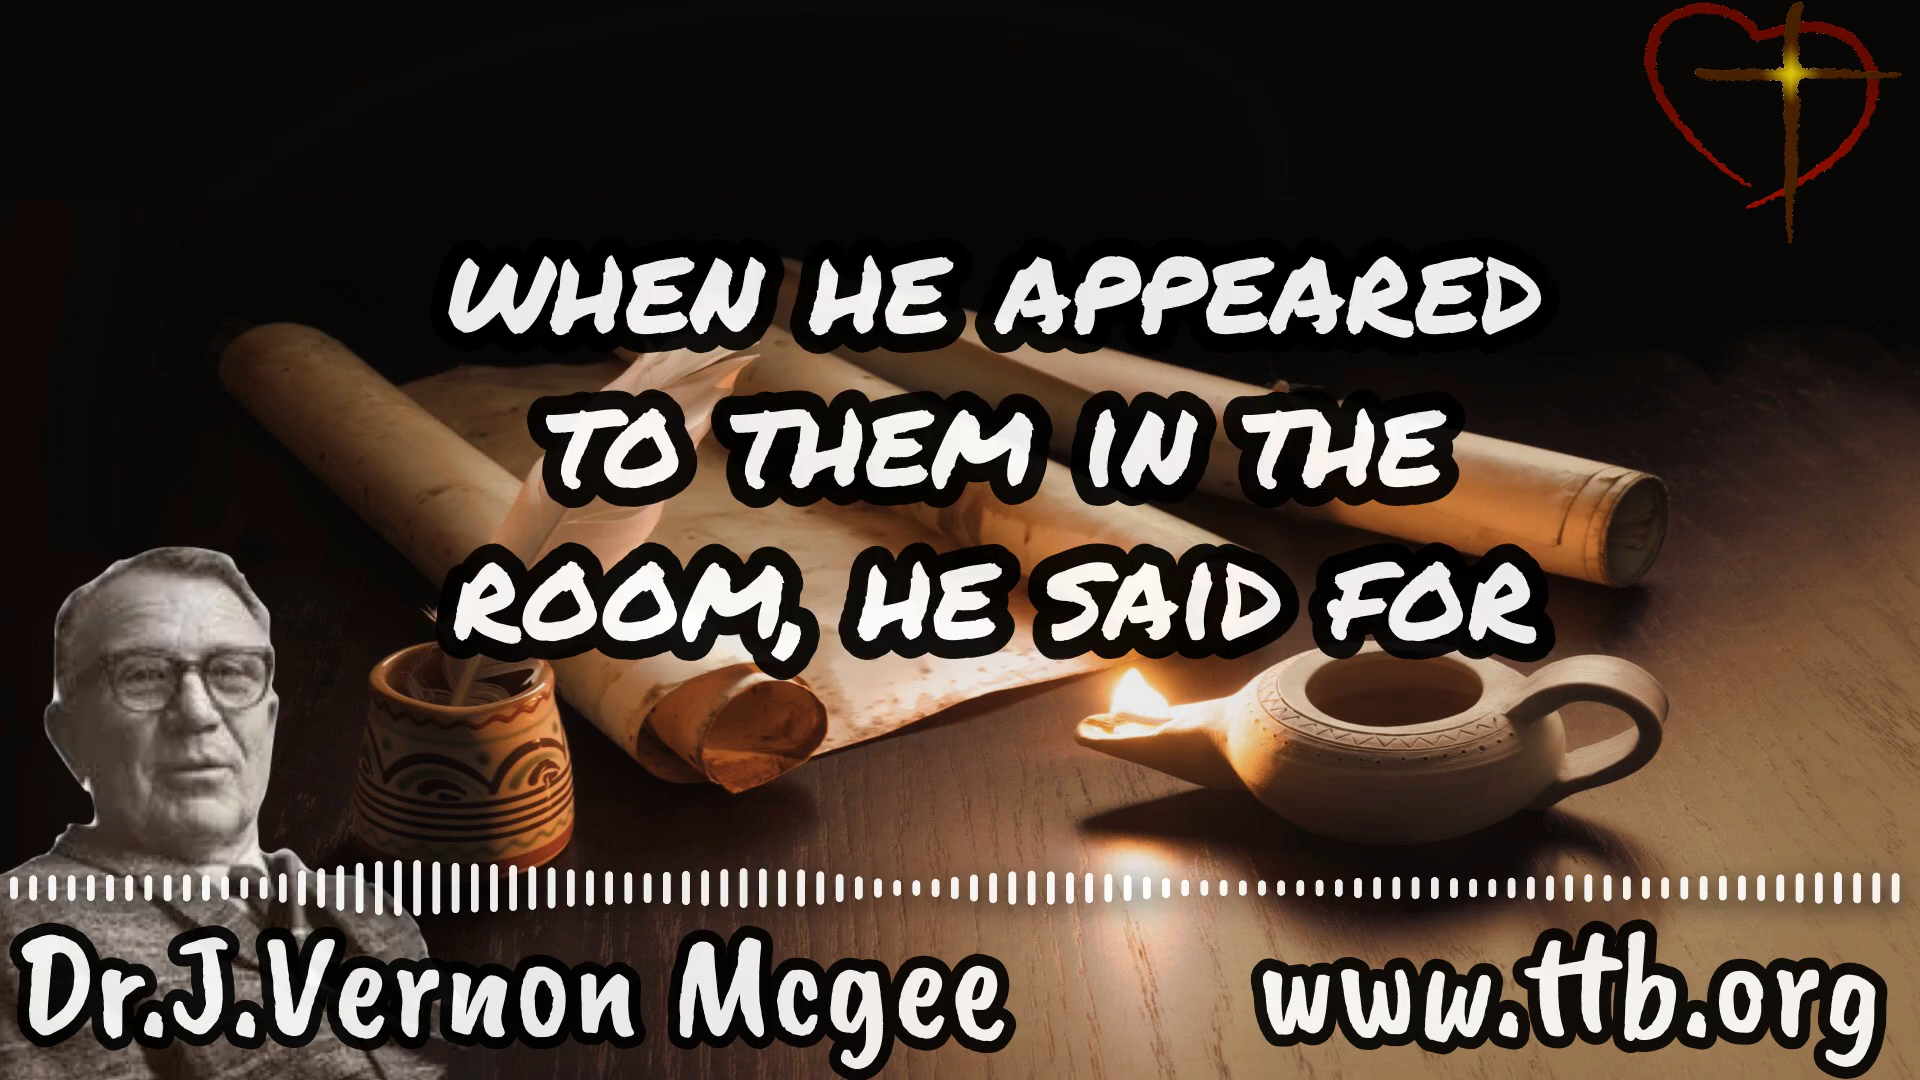 WHEN HE APPEARED
TO THEM IN THE
ROOM, HE SAID FOR
Dr.J.Vernon Mcgee
www.ttb.org